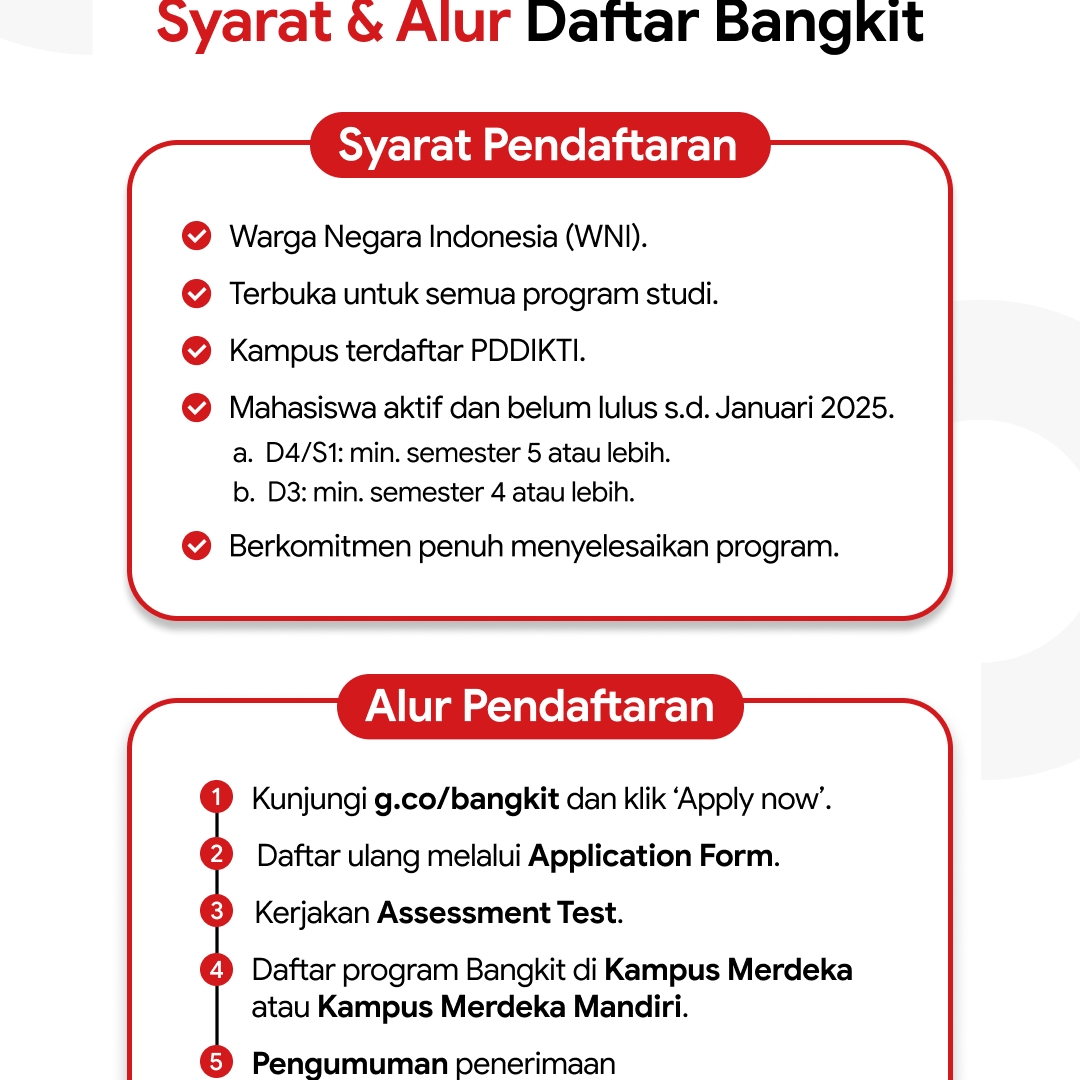 Syarat & Alur Daftar Bangkit
Syarat Pendaftaran
Warga Negara Indonesia (WNI).
Terbuka untuk semua program studi.
Kampus terdaftar PDDIKTI.
Mahasiswa aktif dan belum lulus s.d. Januari 2025.
a. D4/S1: min. semester 5 atau lebih.
b. D3: min. semester 4 atau lebih.
Berkomitmen penuh menyelesaikan program.
Alur Pendaftaran
1 Kunjungi g.co/bangkit dan klik ‘Apply now’.
2 Daftar ulang melalui Application Form.
3 Kerjakan Assessment Test.
4 Daftar program Bangkit di Kampus Merdeka
atau Kampus Merdeka Mandiri.
5 Pengumuman penerimaan